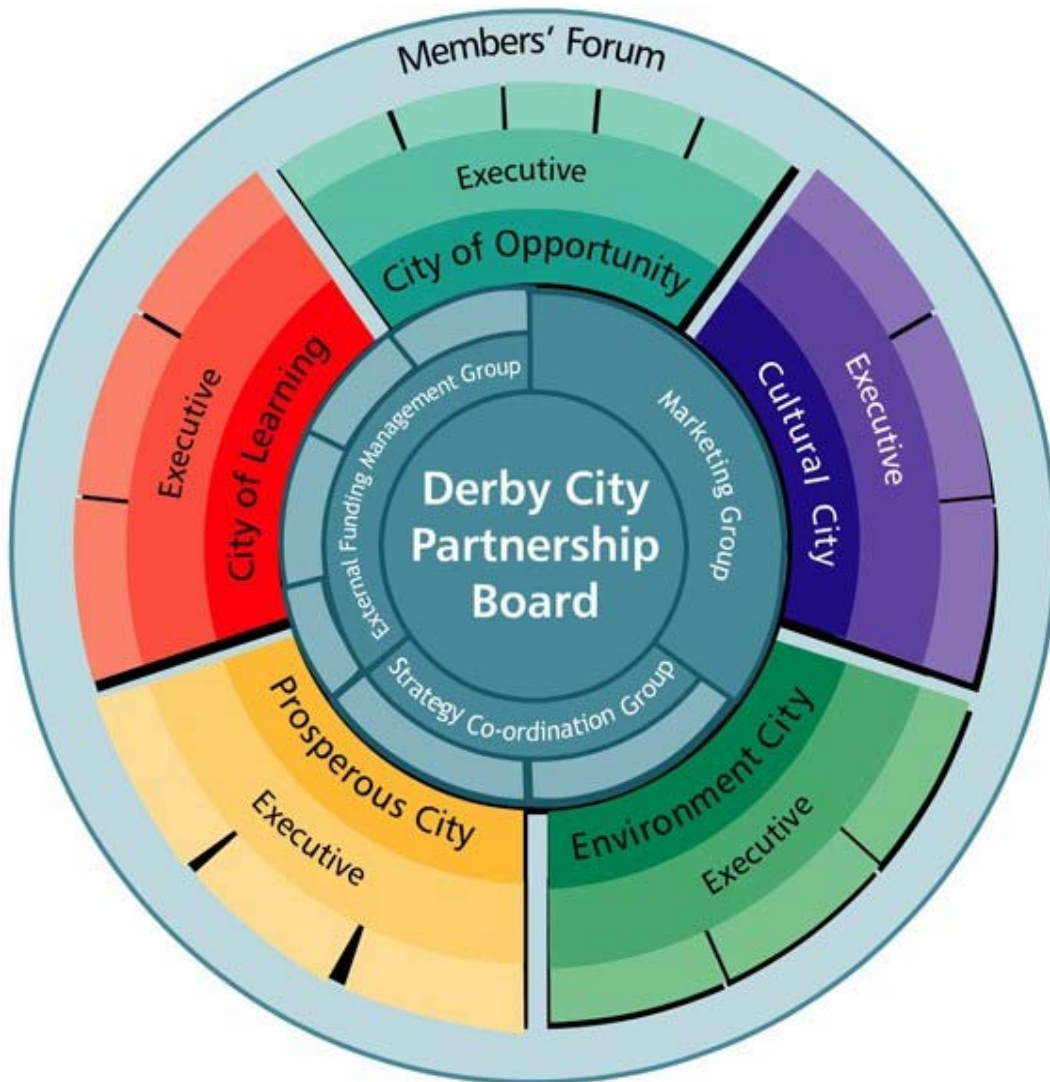 Members' Forum
Executive
City of Opportunity
Executive
Cultural City
Executive
Environment City
Executive
Prosperous City
Executive
City of Learning
External Funding Management Group
Marketing Group
Strategy Co-ordination Group
Derby City
Partnership
Board